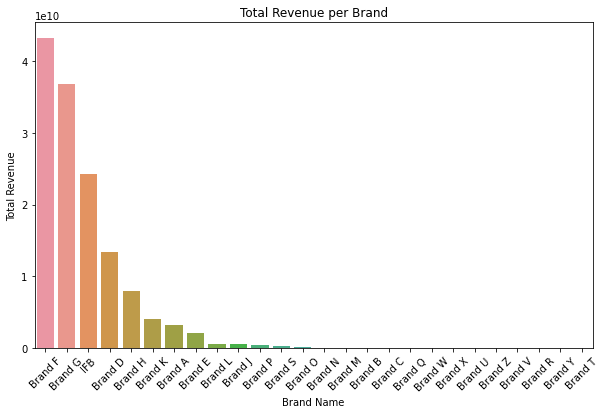 Total Revenue per Brand
1e10
4
3
2
1
0
Total Revenue
Brand F
Brand G
IFB
Brand D
Brand H
Brand K
Brand A
Brand E
Brand L
Brand J
Brand P
Brand S
Brand O
Brand N
Brand M
Brand B
Brand C
Brand Q
Brand W
Brand X
Brand U
Brand Z
Brand V
Brand R
Brand Y
Brand T
Brand Name